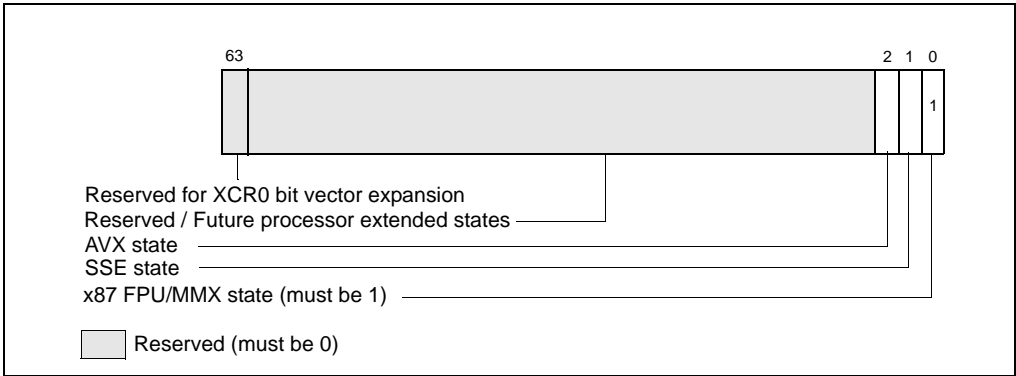 63
2 1 0
1
Reserved for XCR0 bit vector expansion
Reserved / Future processor extended states
AVX state
SSE state
x87 FPU/MMX state (must be 1)
Reserved (must be 0)